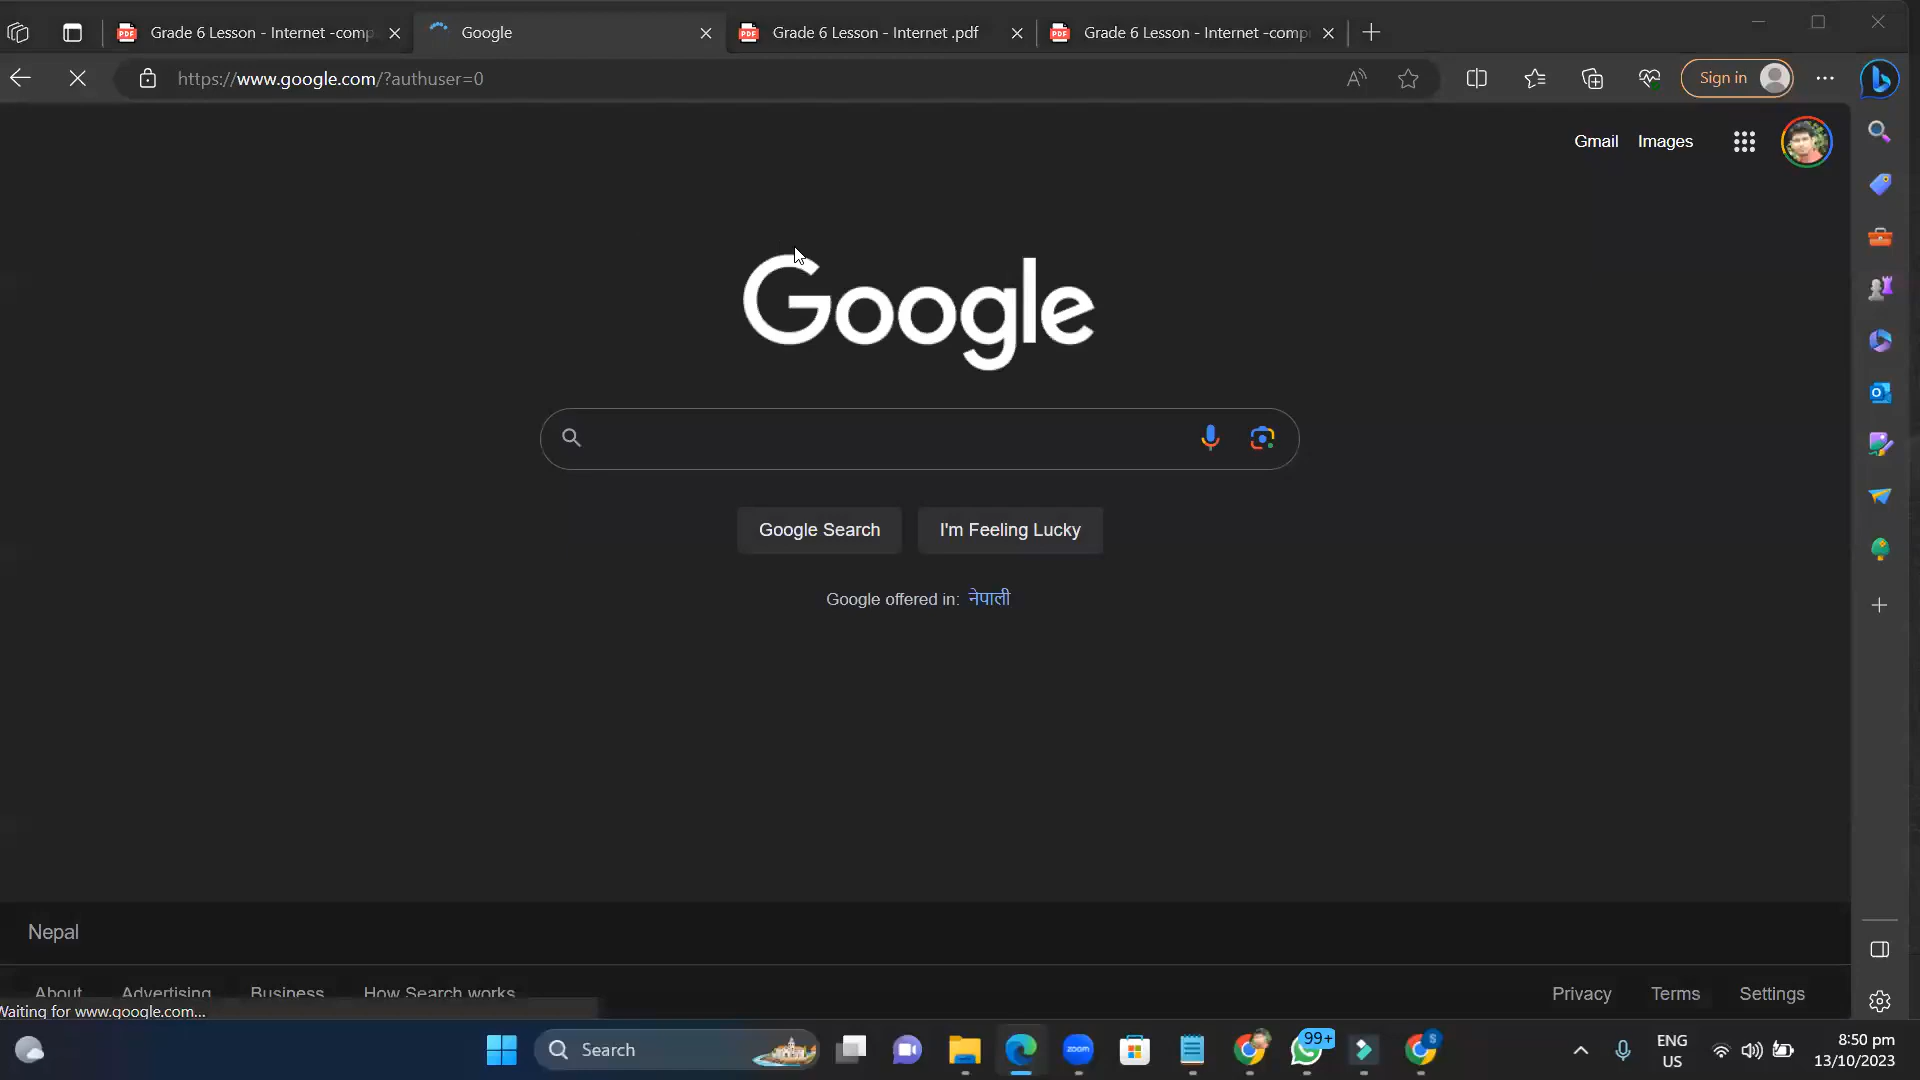 Grade 6 Lesson - Internet -comp
Google
Grade 6 Lesson - Internet .pdf
Grade 6 Lesson - Internet -compr
https://www.google.com/?authuser=0
Sign in
Gmail
Images
Google
Google Search
I'm Feeling Lucky
Google offered in: नेपाली
Nepal
About
Advertising
Business
How Search works
Privacy
Terms
Settings
Waiting for www.google.com...
Search
zoom
99+
S
ENG
US
8:50 pm
13/10/2023